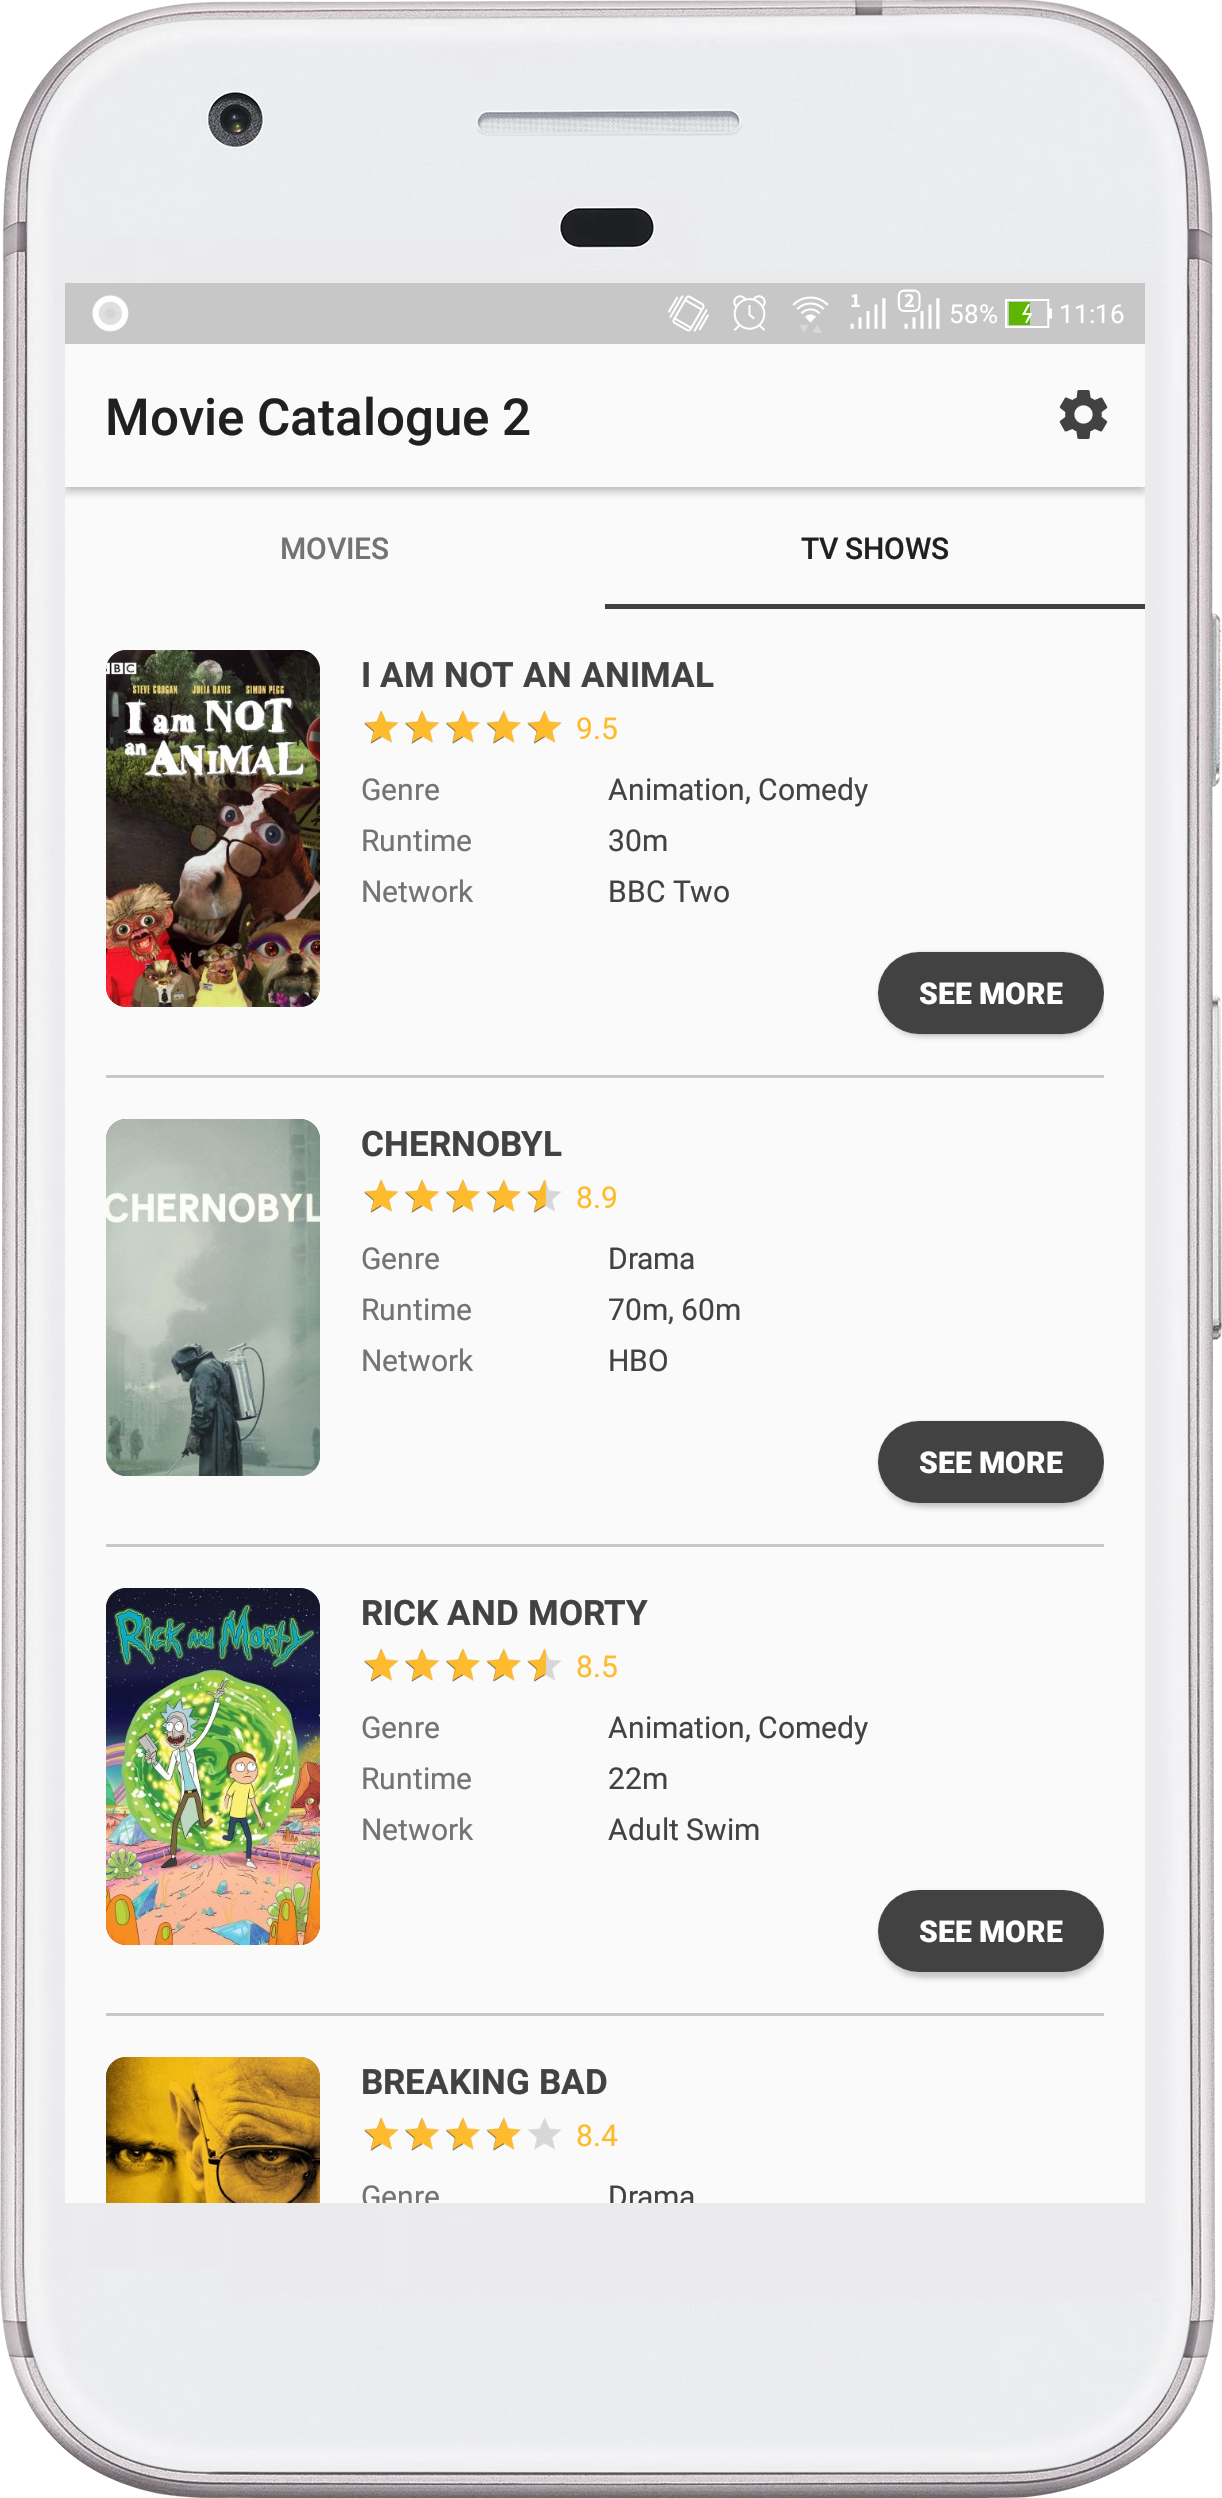 1 2 58% 11:16
Movie Catalogue 2
MOVIES TV SHOWS
BBC
STEVE COOGAN JULIA DAVIS SIMON PEGG
I am NOT
an ANIMAL
I AM NOT AN ANIMAL
9.5
Genre Animation, Comedy
Runtime 30m
Network BBC Two
SEE MORE
CHERNOBYL
CHERNOBYL
8.9
Genre Drama
Runtime 70m, 60m
Network HBO
SEE MORE
Rick and Morty
RICK AND MORTY
8.5
Genre Animation, Comedy
Runtime 22m
Network Adult Swim
SEE MORE
BREAKING BAD
8.4
Genre Drama